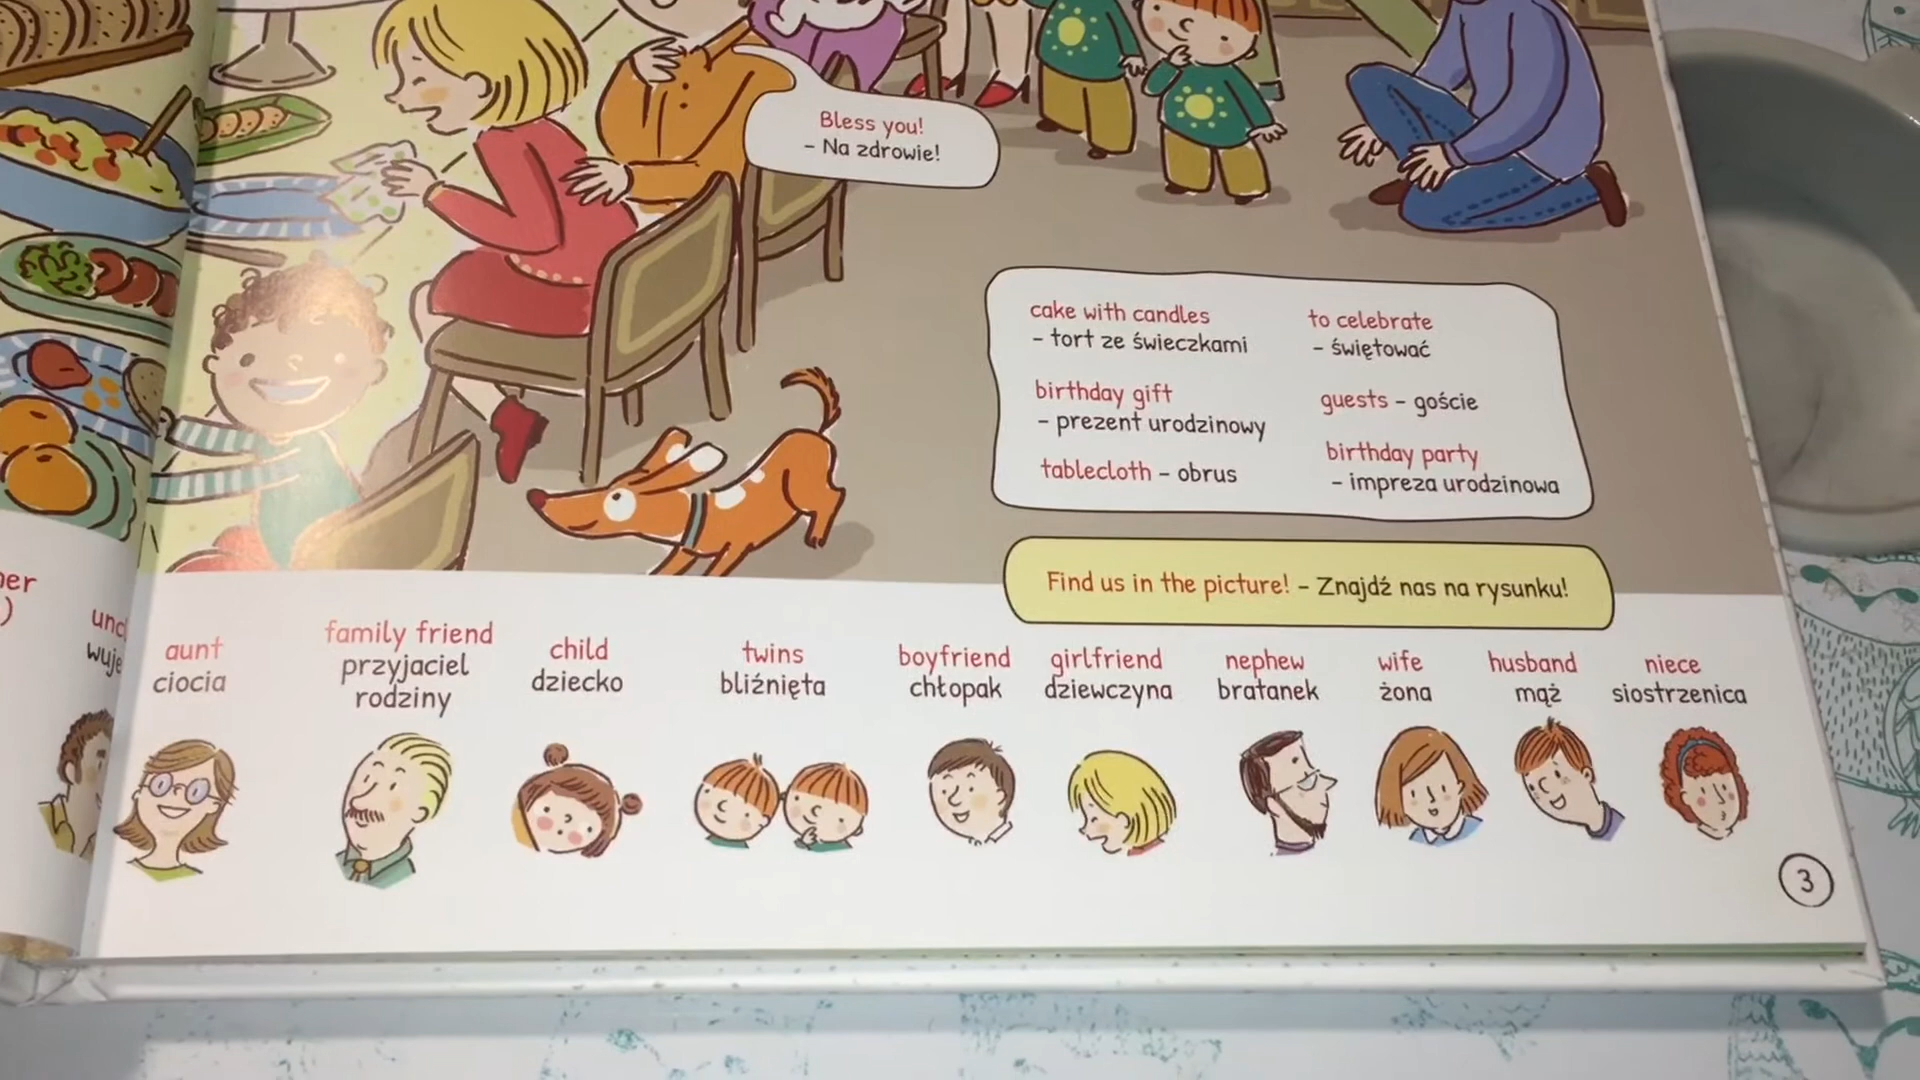 Bless you!
– Na zdrowie!
cake with candles
– tort ze świeczkami
birthday gift
– prezent urodzinowy
tablecloth – obrus
to celebrate
– świętować
guests – goście
birthday party
– impreza urodzinowa
Find us in the picture! – Znajdź nas na rysunku!
aunt
ciocia
family friend
przyjaciel
rodziny
child
dziecko
twins
bliźnięta
boyfriend
chłopak
girlfriend
dziewczyna
nephew
bratanek
wife
żona
husband
mąż
niece
siostrzenica
3